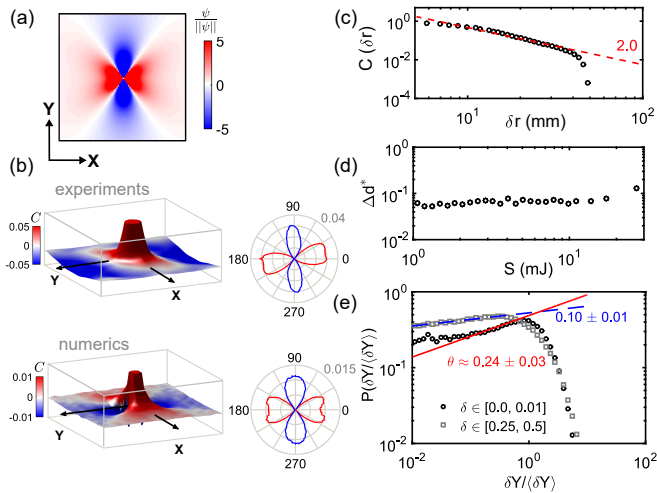 (a)
ψ
||ψ||
5
0
-5
Y
X
(b)
experiments
C
0.05
0
-0.05
Y
X
90
0.04
180
0
270
numerics
C
0.01
0
-0.01
Y
X
90
0.015
180
0
270
(c)
C (δr)
10^0
10^-2
10^-4
2.0
10^1
10^2
δr (mm)
(d)
Δd*
10^0
10^-1
10^-2
10^0
10^1
S (mJ)
(e)
P(δY/⟨δY⟩)
10^0
10^-1
10^-2
0.10 ± 0.01
θ ≈ 0.24 ± 0.03
δ ∈ [0.0, 0.01]
δ ∈ [0.25, 0.5]
10^-2
10^0
10^2
δY/⟨δY⟩